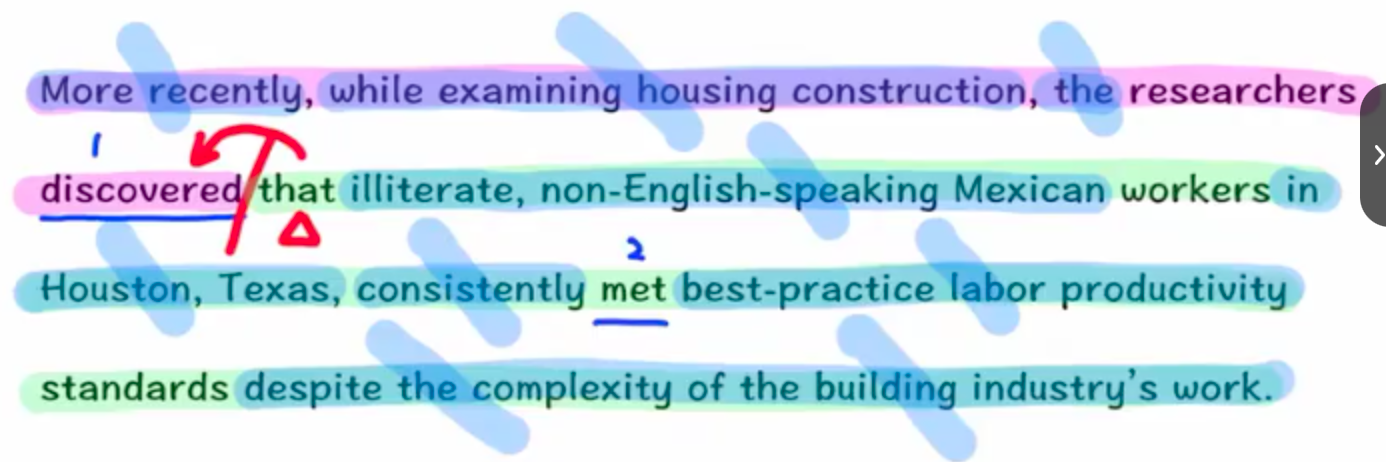 More recently, while examining housing construction, the researchers
1
discovered that illiterate, non-English-speaking Mexican workers in
2
Houston, Texas, consistently met best-practice labor productivity
standards despite the complexity of the building industry's work.